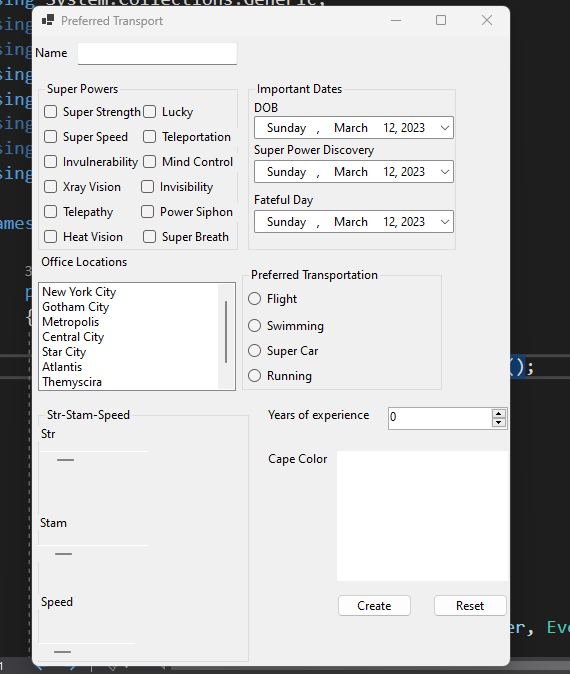 sing System.Collections.Generic;
Preferred Transport
Name
Super Powers
Super Strength
Lucky
Super Speed
Teleportation
Invulnerability
Mind Control
Xray Vision
Invisibility
Telepathy
Power Siphon
Heat Vision
Super Breath
Important Dates
DOB
Sunday , March 12, 2023
Super Power Discovery
Sunday , March 12, 2023
Fateful Day
Sunday , March 12, 2023
Office Locations
New York City
Gotham City
Metropolis
Central City
Star City
Atlantis
Themyscira
Preferred Transportation
Flight
Swimming
Super Car
Running
Str-Stam-Speed
Str
Stam
Speed
Years of experience
0
Cape Color
Create
Reset
sing
sing
sing
sing
sing
sing
sing
ames
3
p
{
();
er, Eve
1